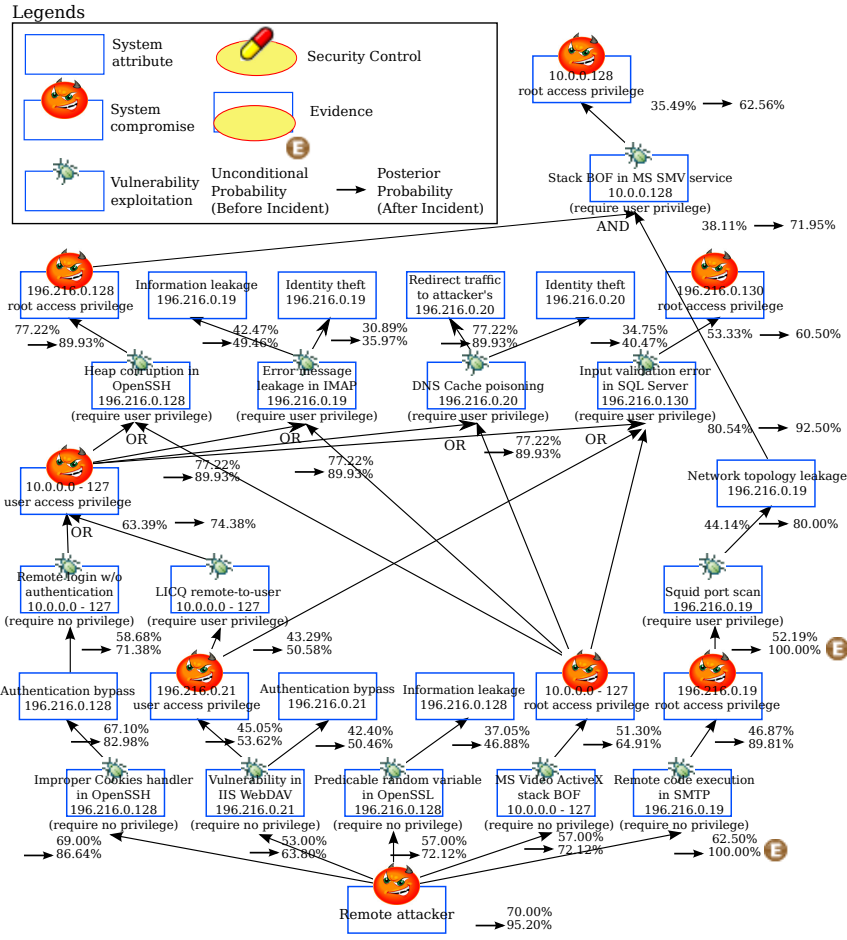 Legends
System
attribute
Security Control
System
compromise
Evidence
E
Vulnerability
exploitation
Unconditional
Probability
(Before Incident)
Posterior
Probability
(After Incident)
10.0.0.128
root access privilege
35.49%
62.56%
Stack BOF in MS SMV service
10.0.0.128
(require user privilege)
AND
38.11%
71.95%
196.216.0.128
root access privilege
Information leakage
196.216.0.19
Identity theft
196.216.0.19
Redirect traffic
to attacker's
196.216.0.20
Identity theft
196.216.0.20
196.216.0.130
root access privilege
77.22%
89.93%
42.47%
49.46%
30.89%
35.97%
77.22%
89.93%
34.75%
40.47%
53.33%
60.50%
Heap corruption in
OpenSSH
196.216.0.128
(require user privilege)
Error message
leakage in IMAP
196.216.0.19
(require user privilege)
DNS Cache poisoning
196.216.0.20
(require user privilege)
Input validation error
in SQL Server
196.216.0.130
(require user privilege)
OR
OR
OR
OR
80.54%
92.50%
77.22%
89.93%
77.22%
89.93%
77.22%
89.93%
10.0.0.0 - 127
user access privilege
Network topology leakage
196.216.0.19
OR
63.39%
74.38%
44.14%
80.00%
Remote login w/o
authentication
10.0.0.0 - 127
(require no privilege)
LICQ remote-to-user
10.0.0.0 - 127
(require user privilege)
Squid port scan
196.216.0.19
(require user privilege)
58.68%
71.38%
43.29%
50.58%
52.19%
100.00%
E
Authentication bypass
196.216.0.128
196.216.0.21
user access privilege
Authentication bypass
196.216.0.21
Information leakage
196.216.0.128
10.0.0.0 - 127
root access privilege
196.216.0.19
root access privilege
67.10%
82.98%
45.05%
53.62%
42.40%
50.46%
37.05%
46.88%
51.30%
64.91%
46.87%
89.81%
Improper Cookies handler
in OpenSSH
196.216.0.128
(require no privilege)
Vulnerability in
IIS WebDAV
196.216.0.21
(require no privilege)
Predicable random variable
in OpenSSL
196.216.0.128
(require no privilege)
MS Video ActiveX
stack BOF
10.0.0.0 - 127
(require no privilege)
Remote code execution
in SMTP
196.216.0.19
(require no privilege)
69.00%
86.64%
53.00%
63.80%
57.00%
72.12%
57.00%
72.12%
62.50%
100.00%
E
Remote attacker
70.00%
95.20%